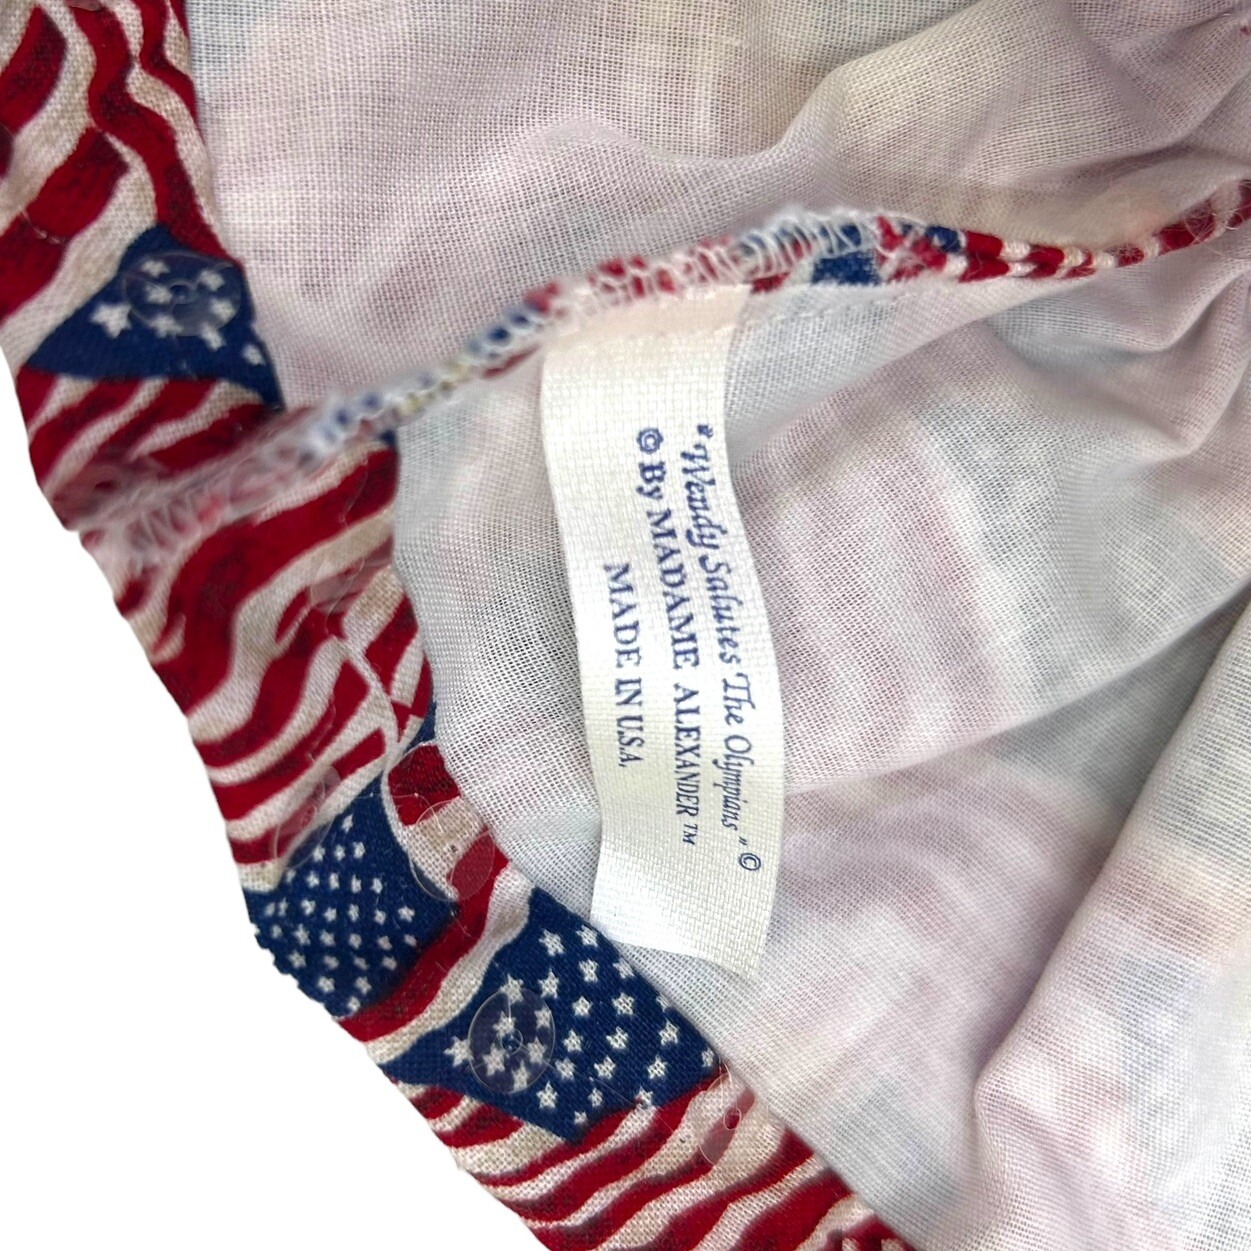 "Wendy Salutes The Olympians"©
© By MADAME ALEXANDER™
MADE IN U.S.A.